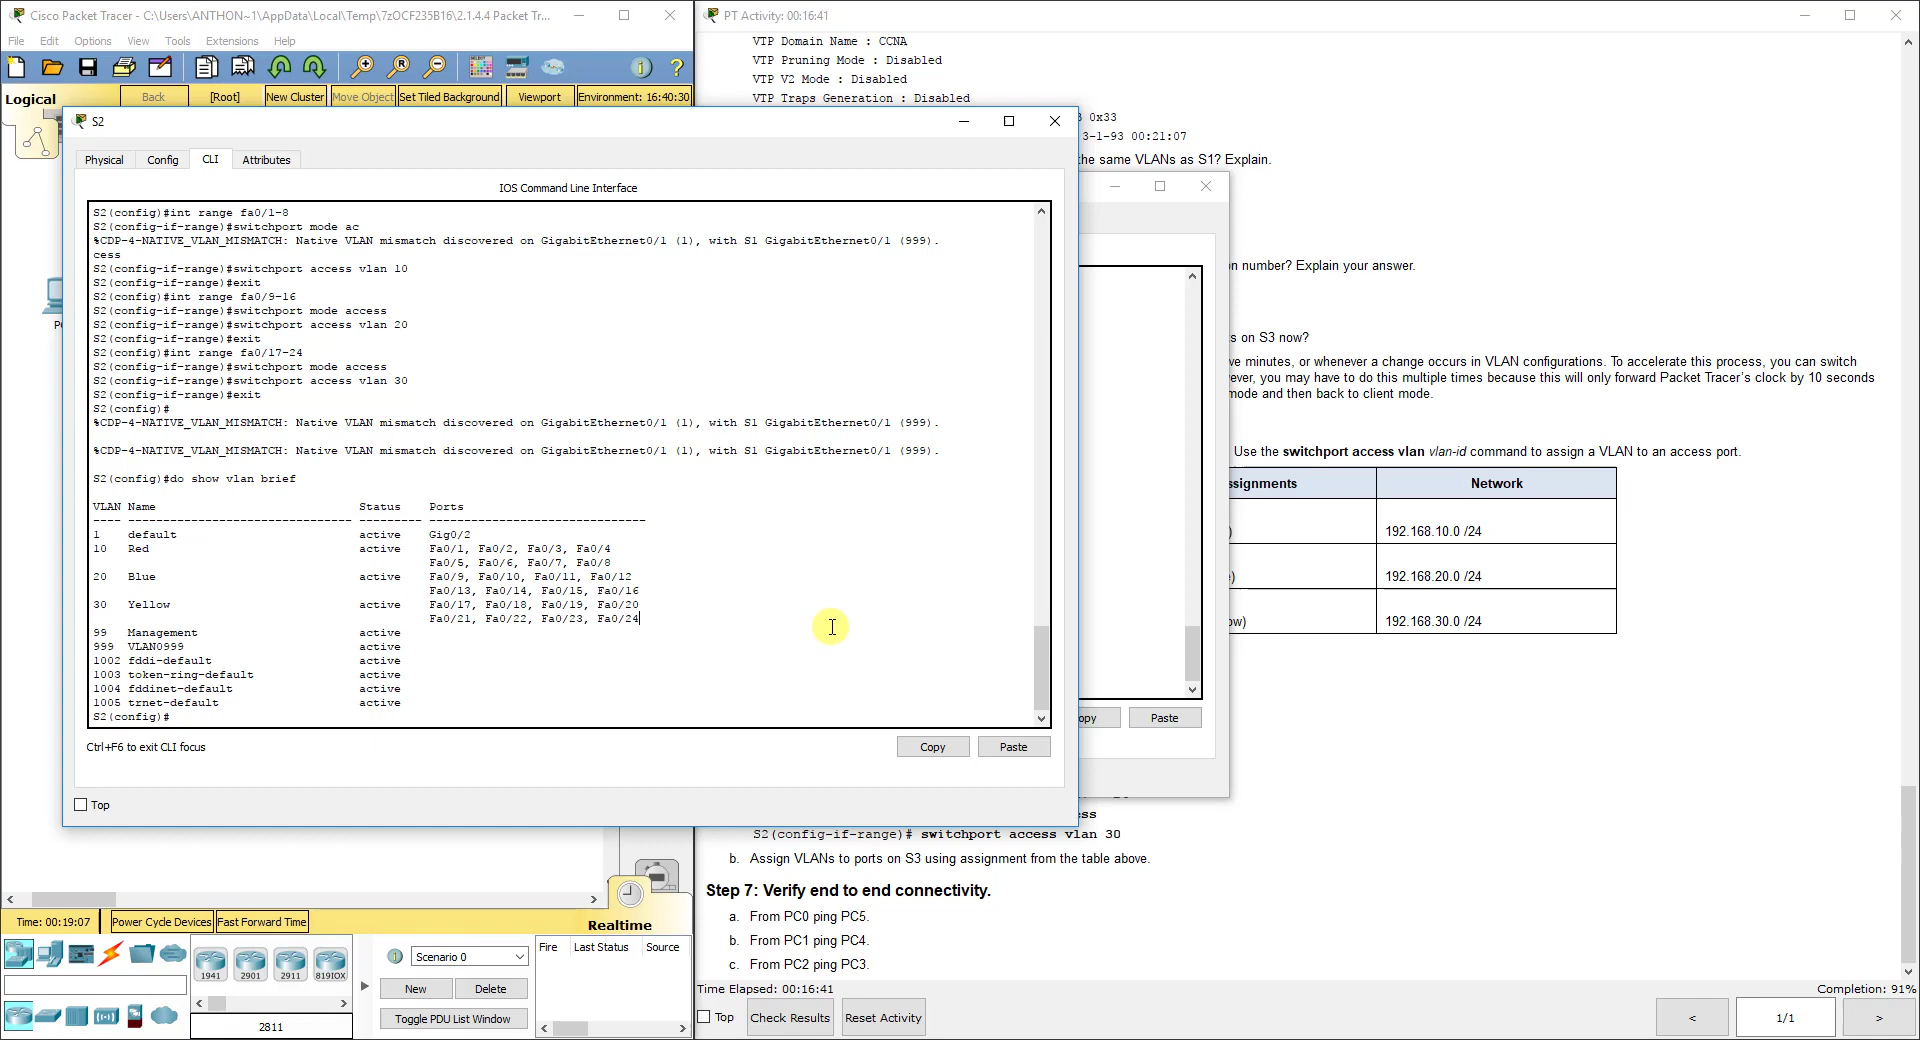 Cisco Packet Tracer - C:\Users\ANTHON~1\AppData\Local\Temp\7zOCF235B16\2.1.4.4 Packet Tr...
File Edit Options View Tools Extensions Help
Logical Back [Root] New Cluster Move Object Set Tiled Background Viewport Environment: 16:40:30
S2
Physical Config CLI Attributes
IOS Command Line Interface
S2(config)#int range fa0/1-8
S2(config-if-range)#switchport mode ac
%CDP-4-NATIVE_VLAN_MISMATCH: Native VLAN mismatch discovered on GigabitEthernet0/1 (1), with S1 GigabitEthernet0/1 (999).
cess
S2(config-if-range)#switchport access vlan 10
S2(config-if-range)#exit
S2(config)#int range fa0/9-16
S2(config-if-range)#switchport mode access
S2(config-if-range)#switchport access vlan 20
S2(config-if-range)#exit
S2(config)#int range fa0/17-24
S2(config-if-range)#switchport mode access
S2(config-if-range)#switchport access vlan 30
S2(config-if-range)#exit
S2(config)#
%CDP-4-NATIVE_VLAN_MISMATCH: Native VLAN mismatch discovered on GigabitEthernet0/1 (1), with S1 GigabitEthernet0/1 (999).
%CDP-4-NATIVE_VLAN_MISMATCH: Native VLAN mismatch discovered on GigabitEthernet0/1 (1), with S1 GigabitEthernet0/1 (999).
S2(config)#do show vlan brief
VLAN Name Status Ports
---- -------------------------------- --------- -------------------------------
1 default active Gig0/2
10 Red active Fa0/1, Fa0/2, Fa0/3, Fa0/4
Fa0/5, Fa0/6, Fa0/7, Fa0/8
20 Blue active Fa0/9, Fa0/10, Fa0/11, Fa0/12
Fa0/13, Fa0/14, Fa0/15, Fa0/16
30 Yellow active Fa0/17, Fa0/18, Fa0/19, Fa0/20
Fa0/21, Fa0/22, Fa0/23, Fa0/24
99 Management active
999 VLAN0999 active
1002 fddi-default active
1003 token-ring-default active
1004 fddinet-default active
1005 trnet-default active
S2(config)#
Ctrl+F6 to exit CLI focus
Copy Paste
Top
opy Paste
Time: 00:19:07 Power Cycle Devices Fast Forward Time
Realtime
1941 2901 2911 819IOX
2811
Scenario 0
New Delete
Toggle PDU List Window
Fire Last Status Source
PT Activity: 00:16:41
VTP Domain Name : CCNA
VTP Pruning Mode : Disabled
VTP V2 Mode : Disabled
VTP Traps Generation : Disabled
0x33
3-1-93 00:21:07
the same VLANs as S1? Explain.
n number? Explain your answer.
s on S3 now?
ve minutes, or whenever a change occurs in VLAN configurations. To accelerate this process, you can switch
ever, you may have to do this multiple times because this will only forward Packet Tracer's clock by 10 seconds
mode and then back to client mode.
Use the switchport access vlan vlan-id command to assign a VLAN to an access port.
ssignments Network
) 192.168.10.0 /24
e) 192.168.20.0 /24
ow) 192.168.30.0 /24
ss
S2(config-if-range)# switchport access vlan 30
b. Assign VLANs to ports on S3 using assignment from the table above.
Step 7: Verify end to end connectivity.
a. From PC0 ping PC5.
b. From PC1 ping PC4.
c. From PC2 ping PC3.
Time Elapsed: 00:16:41 Completion: 91%
Top Check Results Reset Activity < 1/1 >